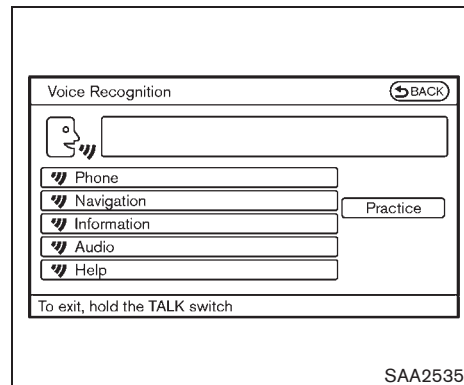 Voice Recognition
BACK
Phone
Navigation
Practice
Information
Audio
Help
To exit, hold the TALK switch
SAA2535